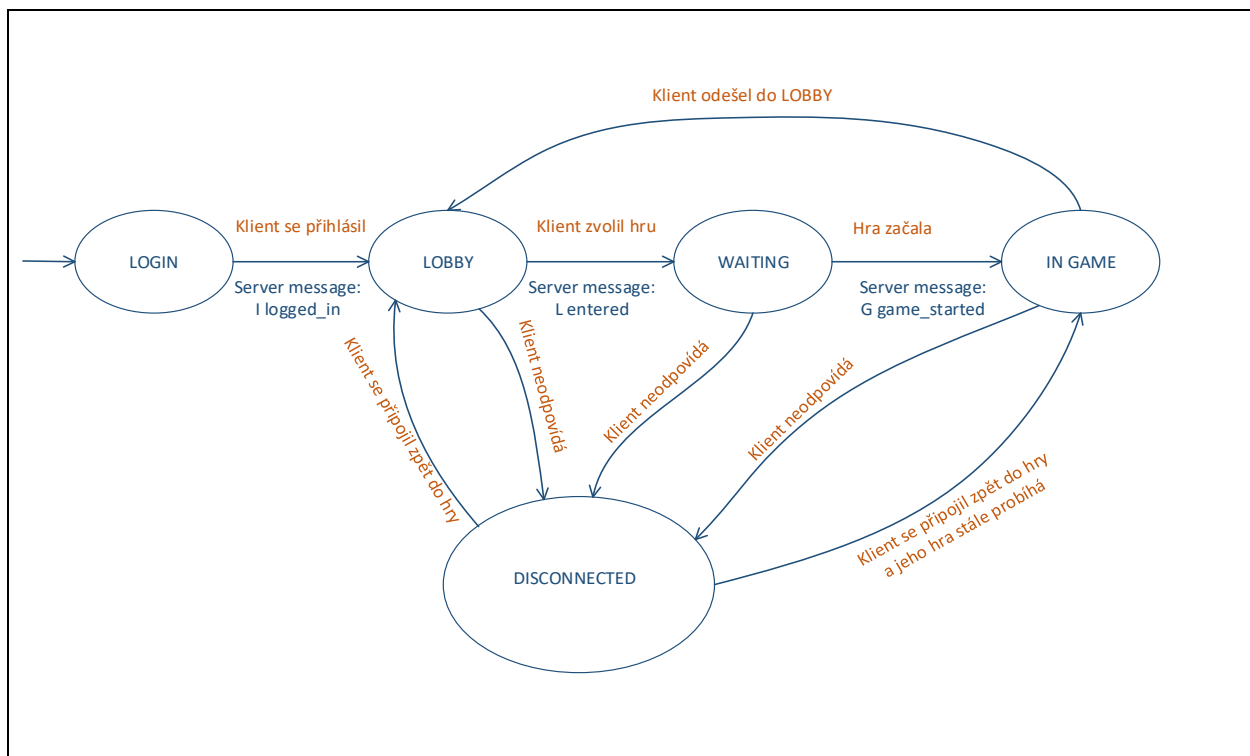 Klient odešel do LOBBY
Klient se přihlásil
Klient zvolil hru
Hra začala
LOGIN
LOBBY
WAITING
IN GAME
Server message:
I logged_in
Server message:
L entered
Server message:
G game_started
Klient se připojil zpět do hry
Klient neodpovídá
Klient neodpovídá
Klient neodpovídá
Klient se připojil zpět do hry
a jeho hra stále probíhá
DISCONNECTED